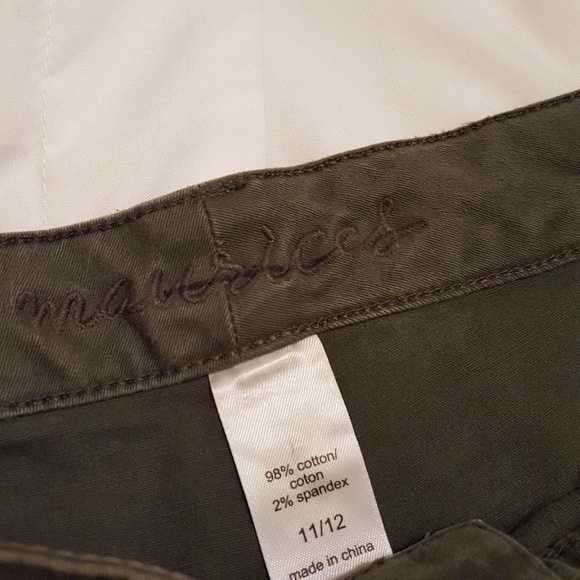 maurices
98% cotton/
coton
2% spandex
11/12
made in china